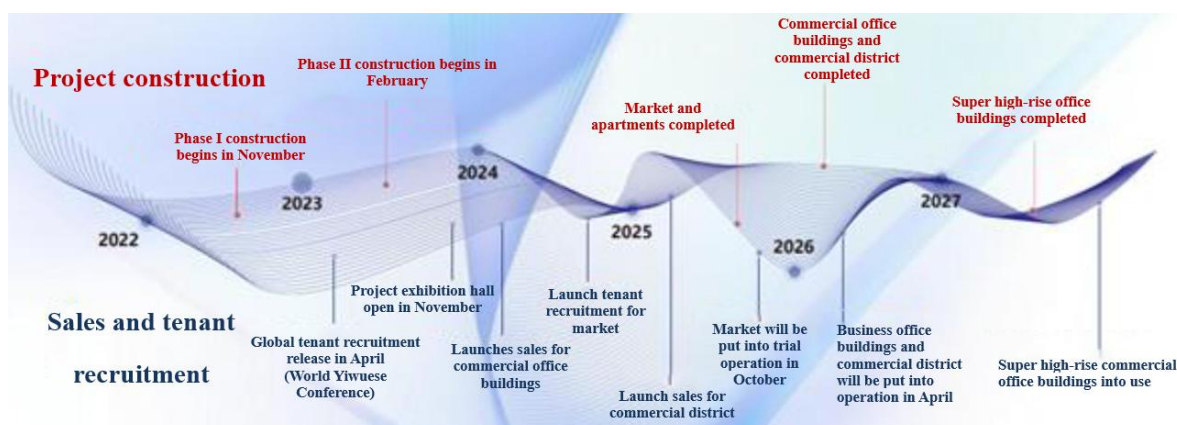 Project construction
Phase I construction
begins in November
Phase II construction begins in
February
Market and
apartments completed
Commercial office
buildings and
commercial district
completed
Super high-rise office
buildings completed
2022
2023
2024
2025
2026
2027
Sales and tenant
recruitment
Global tenant recruitment
release in April
(World Yiwuese
Conference)
Project exhibition hall
open in November
Launches sales for
commercial office
buildings
Launch tenant
recruitment for
market
Launch sales for
commercial district
Market will be
put into trial
operation in
October
Business office
buildings and
commercial district
will be put into
operation in April
Super high-rise commercial
office buildings into use